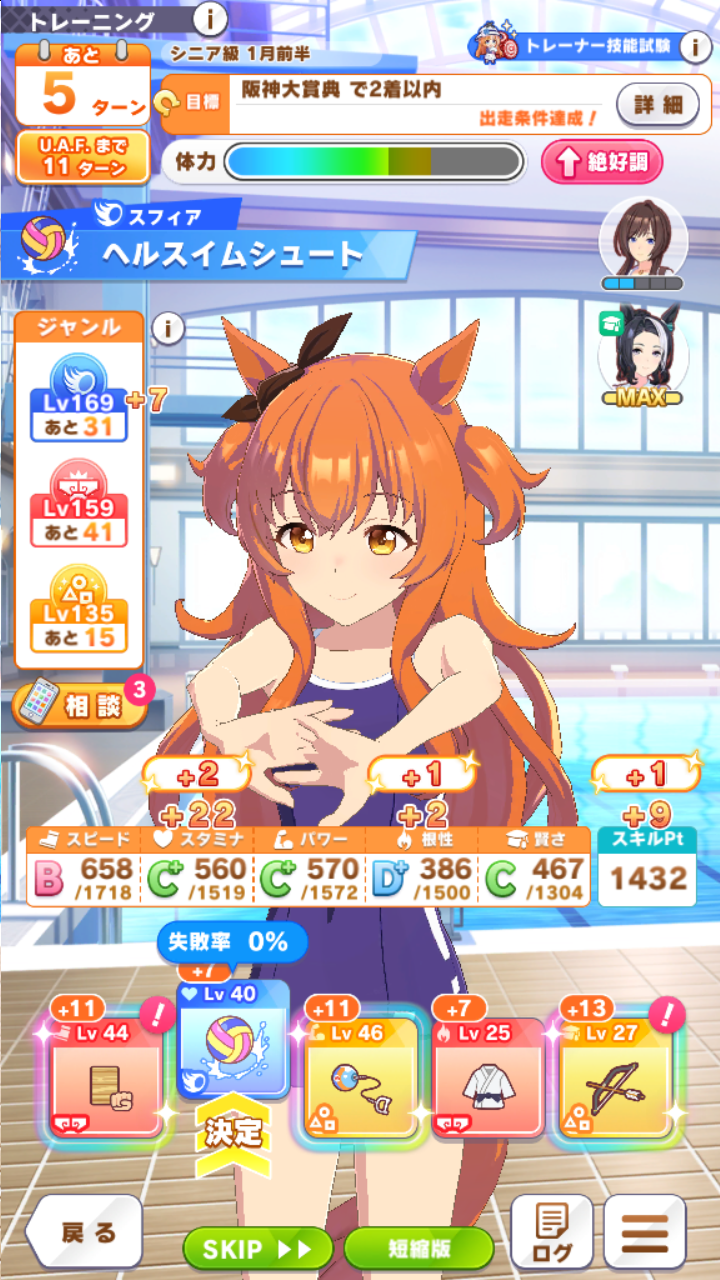 トレーニング
i
シニア級 1月前半
トレーナー技能試験
i
あと
5 ターン
目標
阪神大賞典 で2着以内
出走条件達成！
詳細
U.A.F. まで
11 ターン
体力
絶好調
スフィア
ヘルスイムシュート
ジャンル
i
Lv169
+7
あと31
Lv159
あと41
Lv135
あと15
MAX
相談
3
+2
+1
+1
+22
+2
+9
スピード
スタミナ
パワー
根性
賢さ
スキルPt
B 658
/1718
C+ 560
/1519
C+ 570
/1572
D+ 386
/1500
C 467
/1304
1432
失敗率 0%
+11
!
Lv 44
+7
Lv 40
+11
Lv 46
+7
Lv 25
+13
!
Lv 27
決定
戻る
SKIP
短縮版
ログ